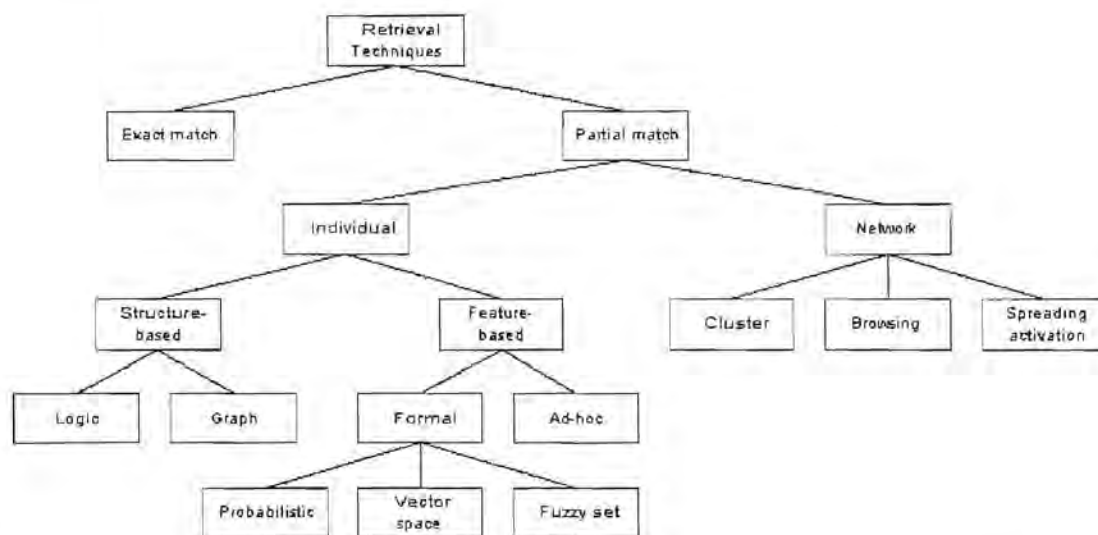 Retrieval
Techniques
Exact match
Partial match
Individual
Network
Structure-
based
Feature-
based
Cluster
Browsing
Spreading
activation
Logic
Graph
Formal
Ad-hoc
Probabilistic
Vector
space
Fuzzy set